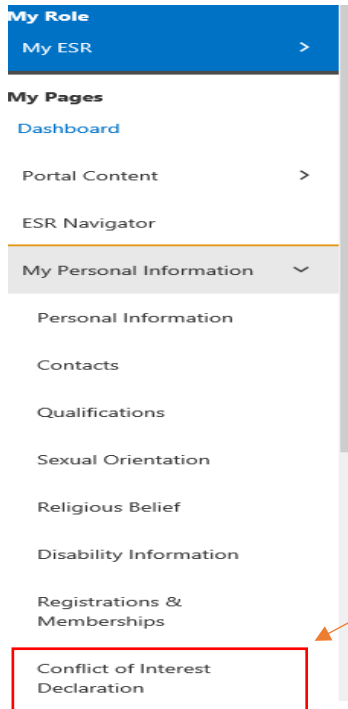 My Role
My ESR
My Pages
Dashboard
Portal Content
ESR Navigator
My Personal Information
Personal Information
Contacts
Qualifications
Sexual Orientation
Religious Belief
Disability Information
Registrations &
Memberships
Conflict of Interest
Declaration